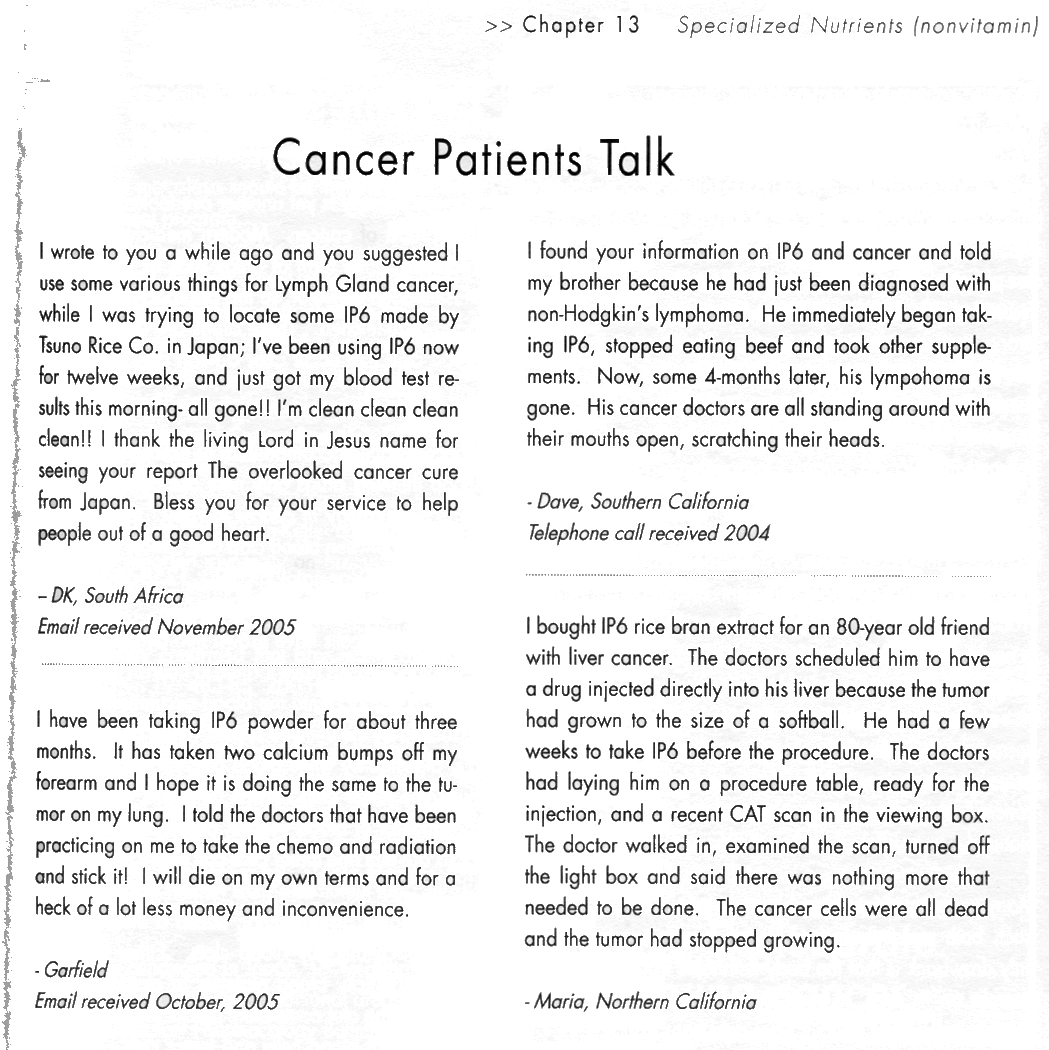 >> Chapter 13 Specialized Nutrients (nonvitamin)
Cancer Patients Talk
I wrote to you a while ago and you suggested I
use some various things for Lymph Gland cancer,
while I was trying to locate some IP6 made by
Tsuno Rice Co. in Japan; I've been using IP6 now
for twelve weeks, and just got my blood test re-
sults this morning- all gone!! I'm clean clean clean
clean!! I thank the living Lord in Jesus name for
seeing your report The overlooked cancer cure
from Japan. Bless you for your service to help
people out of a good heart.
– DK, South Africa
Email received November 2005
I have been taking IP6 powder for about three
months. It has taken two calcium bumps off my
forearm and I hope it is doing the same to the tu-
mor on my lung. I told the doctors that have been
practicing on me to take the chemo and radiation
and stick it! I will die on my own terms and for a
heck of a lot less money and inconvenience.
- Garfield
Email received October, 2005
I found your information on IP6 and cancer and told
my brother because he had just been diagnosed with
non-Hodgkin's lymphoma. He immediately began tak-
ing IP6, stopped eating beef and took other supple-
ments. Now, some 4-months later, his lympohoma is
gone. His cancer doctors are all standing around with
their mouths open, scratching their heads.
- Dave, Southern California
Telephone call received 2004
I bought IP6 rice bran extract for an 80-year old friend
with liver cancer. The doctors scheduled him to have
a drug injected directly into his liver because the tumor
had grown to the size of a softball. He had a few
weeks to take IP6 before the procedure. The doctors
had laying him on a procedure table, ready for the
injection, and a recent CAT scan in the viewing box.
The doctor walked in, examined the scan, turned off
the light box and said there was nothing more that
needed to be done. The cancer cells were all dead
and the tumor had stopped growing.
- Maria, Northern California